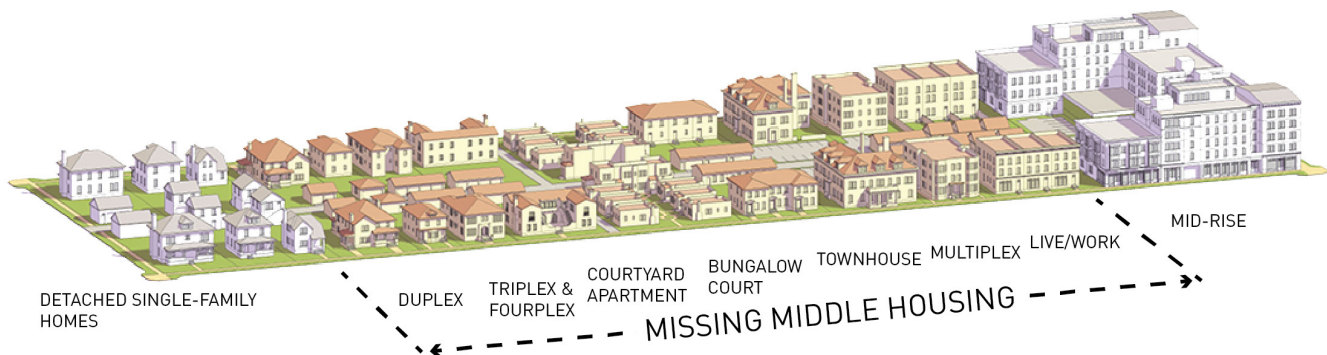 DETACHED SINGLE-FAMILY
HOMES
DUPLEX
TRIPLEX &
FOURPLEX
COURTYARD
APARTMENT
BUNGALOW
COURT
TOWNHOUSE
MULTIPLEX
LIVE/WORK
MID-RISE
MISSING MIDDLE HOUSING